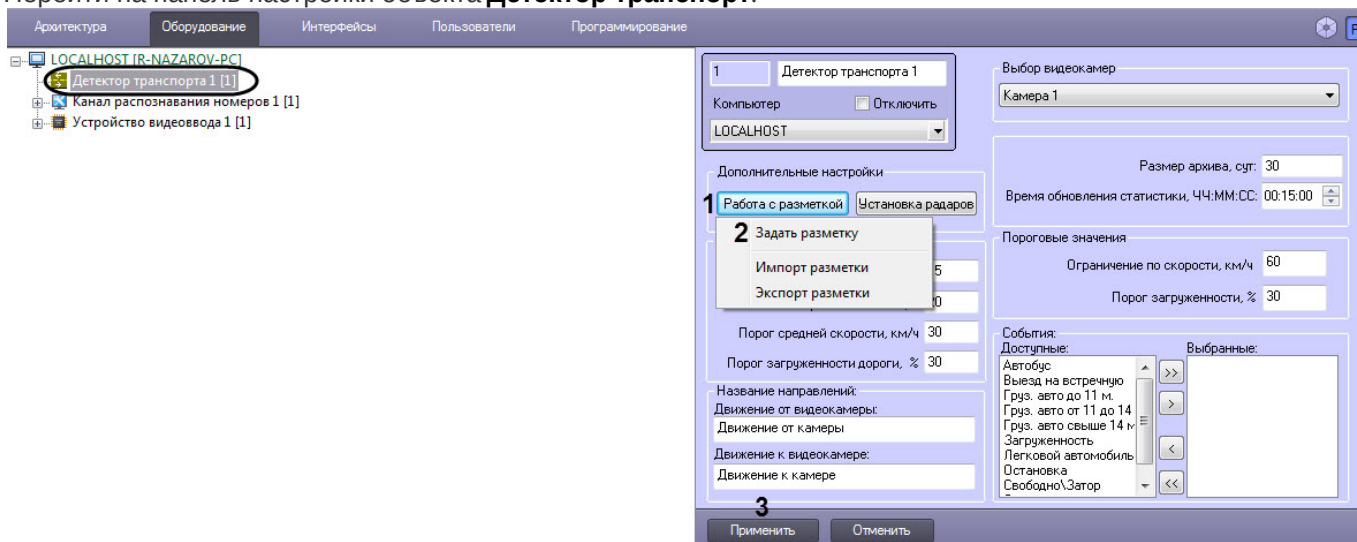 Перейти на панель настройки объекта Детектор транспорт.
Архитектура Оборудование Интерфейсы Пользователи Программирование
LOCALHOST [R-NAZAROV-PC]
Детектор транспорта 1 [1]
Канал распознавания номеров 1 [1]
Устройство видеоввода 1 [1]
1 Детектор транспорта 1
Компьютер Отключить
LOCALHOST
Дополнительные настройки
1 Работа с разметкой Установка радаров
2 Задать разметку
Импорт разметки
Экспорт разметки
5
20
Порог средней скорости, км/ч 30
Порог загруженности дороги, % 30
Название направлений:
Движение от видеокамеры:
Движение от камеры
Движение к видеокамере:
Движение к камере
Выбор видеокамер
Камера 1
Размер архива, сут: 30
Время обновления статистики, ЧЧ:ММ:СС: 00:15:00
Пороговые значения
Ограничение по скорости, км/ч 60
Порог загруженности, % 30
События:
Доступные: Выбранные:
Автобус
Выезд на встречную
Груз. авто до 11 м.
Груз. авто от 11 до 14
Груз. авто свыше 14 м
Загруженность
Легковой автомобиль
Остановка
Свободно\Затор
>>
>
<
<<
3
Применить Отменить